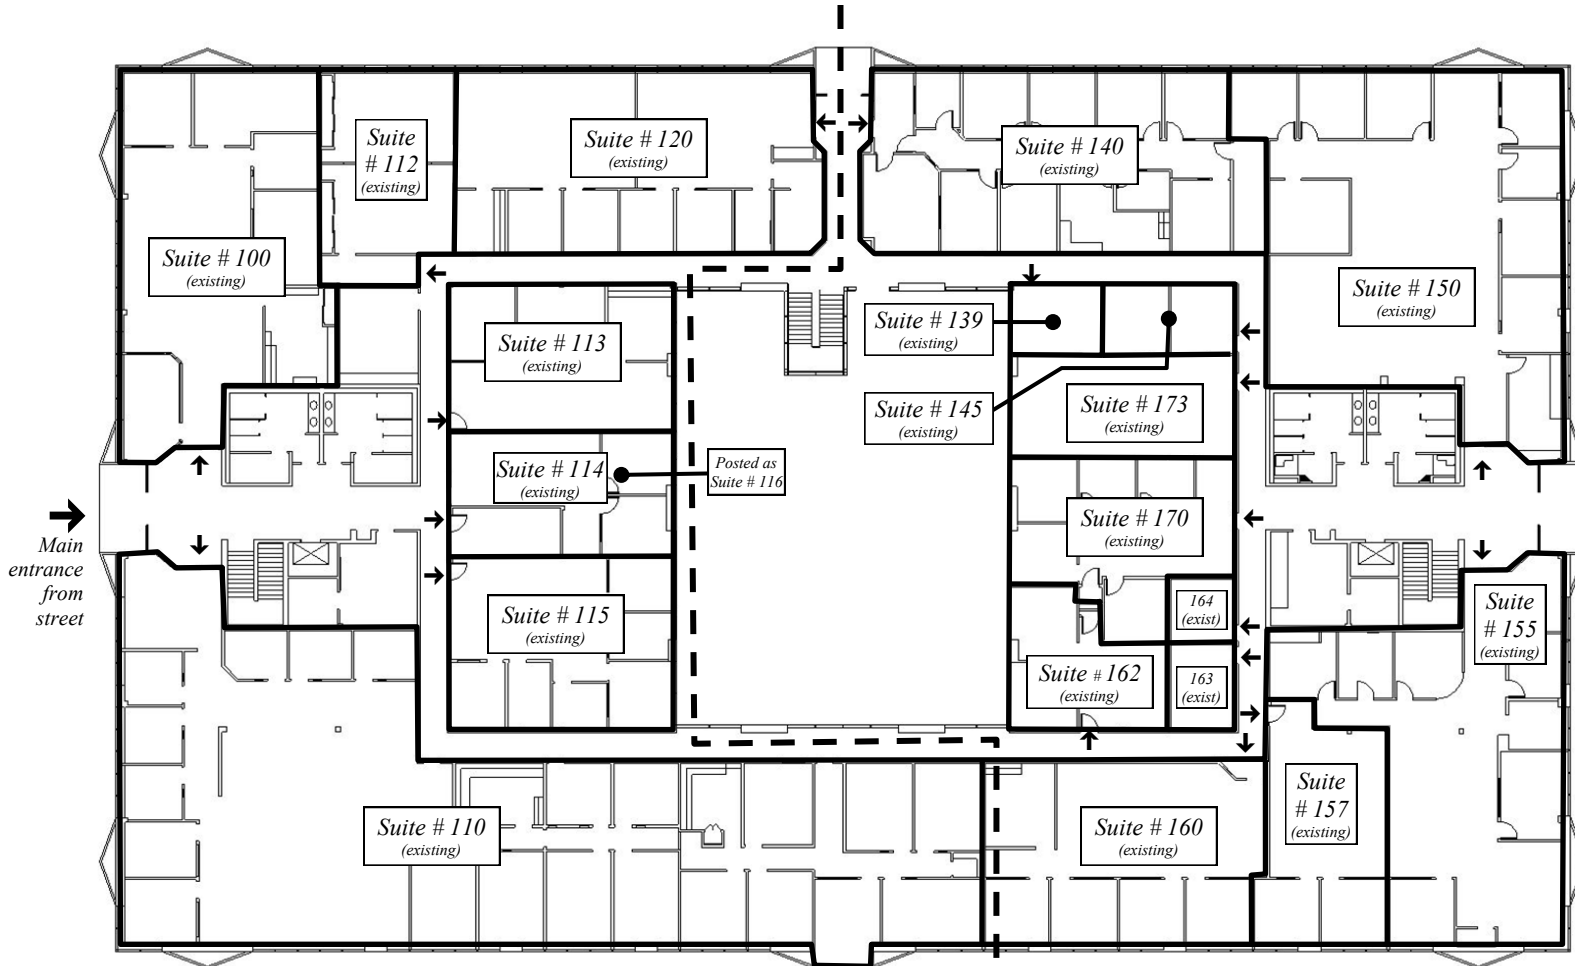 Suite
# 112
(existing)
Suite # 120
(existing)
Suite # 140
(existing)
Suite # 100
(existing)
Suite # 150
(existing)
Suite # 113
(existing)
Suite # 139
(existing)
Suite # 145
(existing)
Suite # 173
(existing)
Suite # 114
(existing)
Posted as
Suite # 116
Suite # 170
(existing)
Main
entrance
from
street
Suite # 115
(existing)
164
(exist)
Suite
# 155
(existing)
Suite # 162
(existing)
163
(exist)
Suite # 110
(existing)
Suite # 160
(existing)
Suite
# 157
(existing)